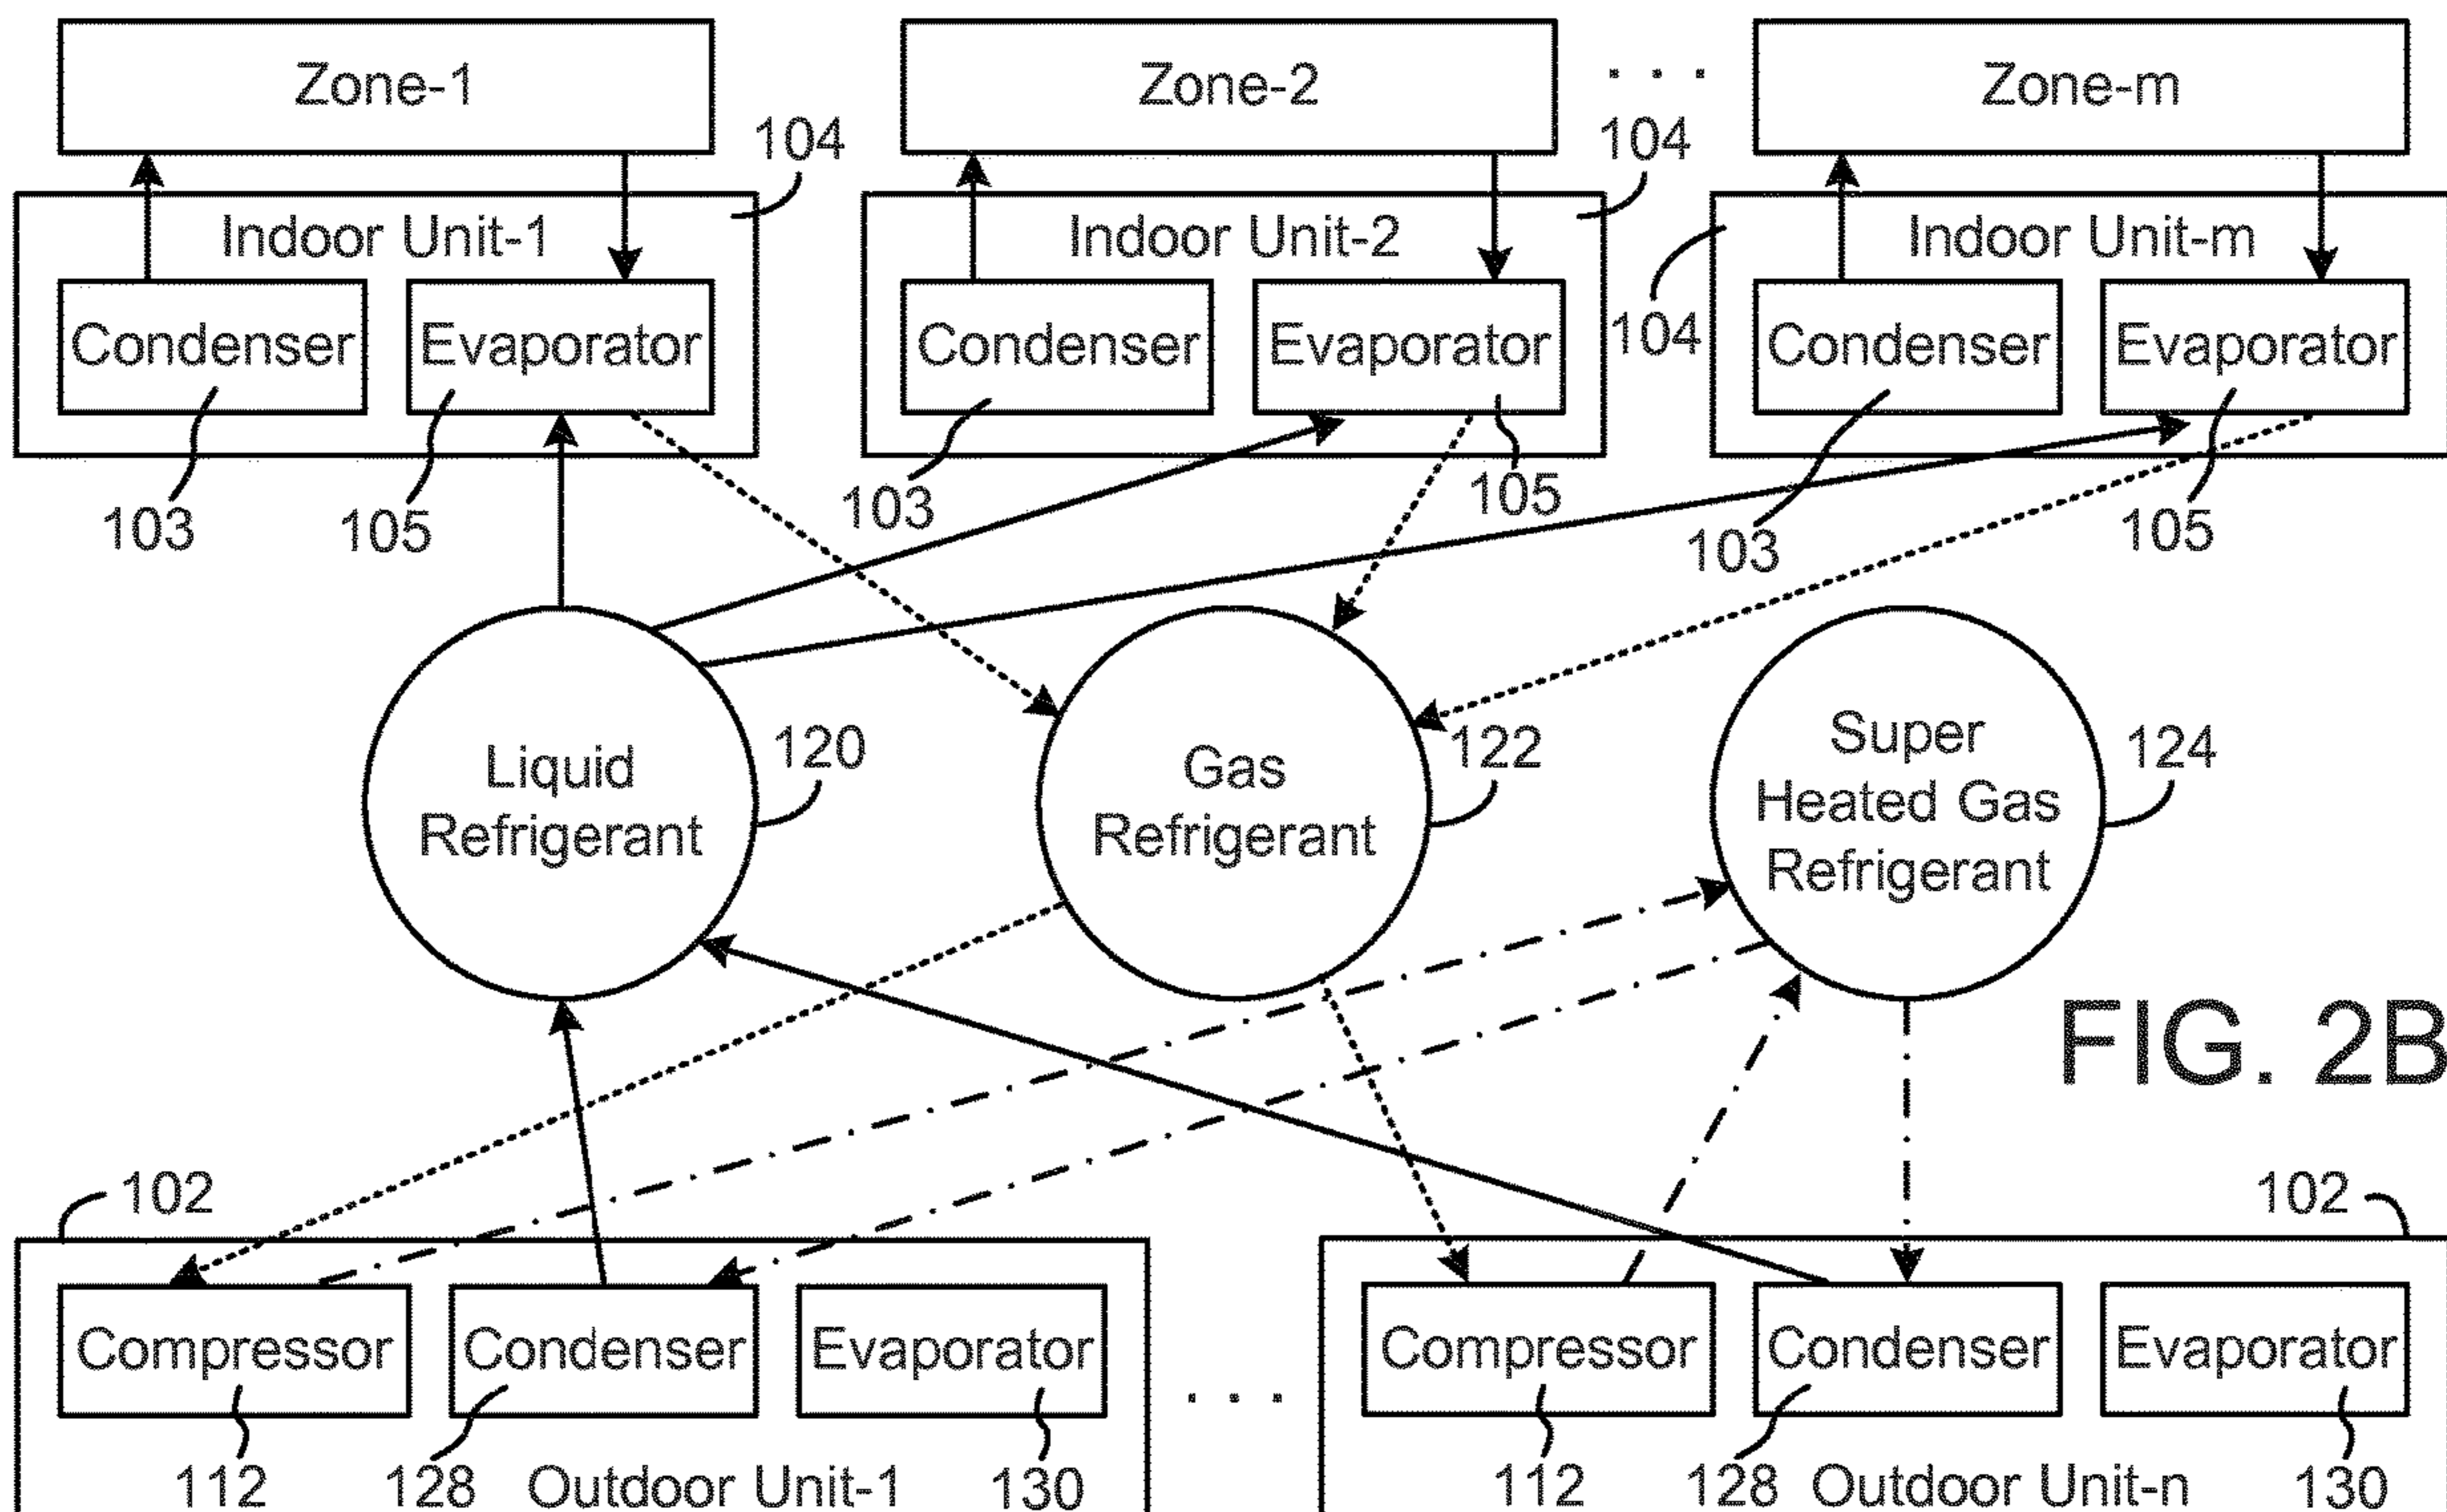 Zone-1
Zone-2
. . .
Zone-m
104
104
Indoor Unit-1
Indoor Unit-2
Indoor Unit-m
104
Condenser
Evaporator
Condenser
Evaporator
Condenser
Evaporator
103
105
103
105
103
105
Liquid
Refrigerant
120
Gas
Refrigerant
122
Super
Heated Gas
Refrigerant
124
FIG. 2B
102
102
Compressor
Condenser
Evaporator
. . .
Compressor
Condenser
Evaporator
112
128
Outdoor Unit-1
130
112
128
Outdoor Unit-n
130